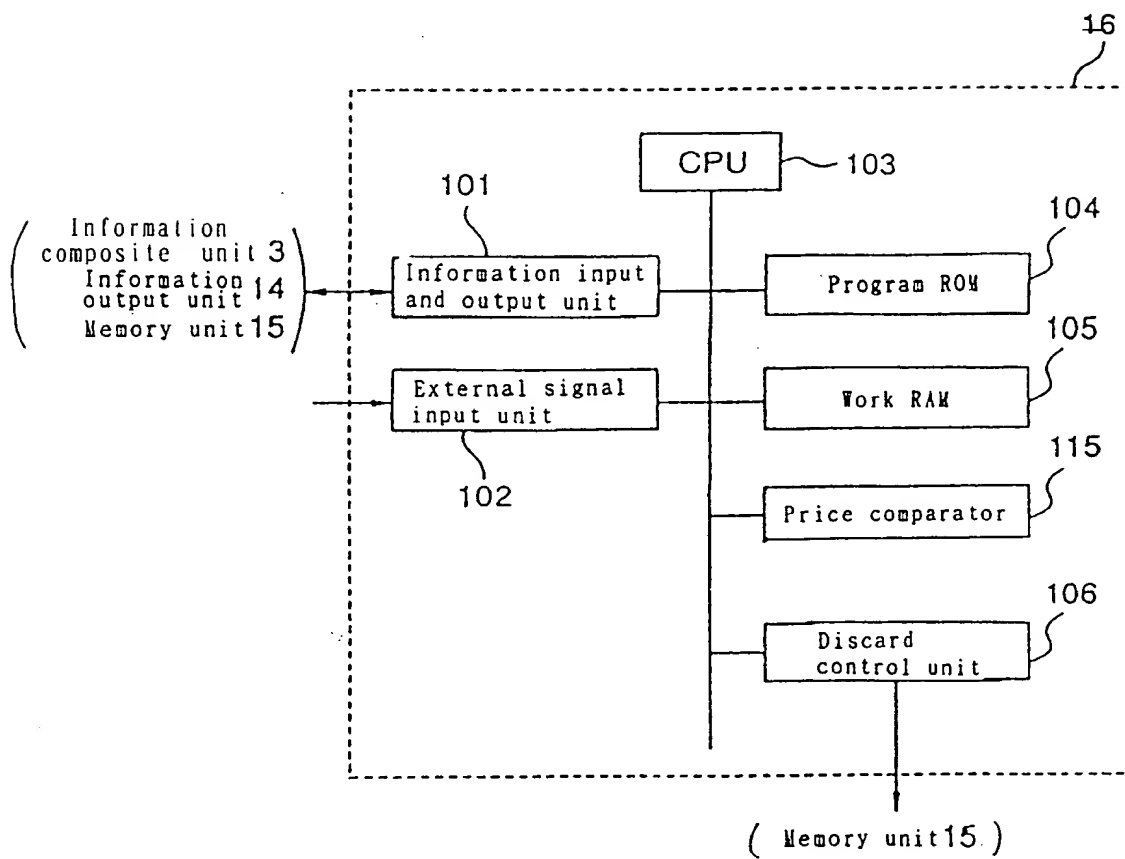 16
CPU
103
101
Information
composite unit 3
Information
output unit 14
Memory unit 15
Information input
and output unit
104
Program ROM
External signal
input unit
102
105
Work RAM
115
Price comparator
106
Discard
control unit
( Memory unit 15 )